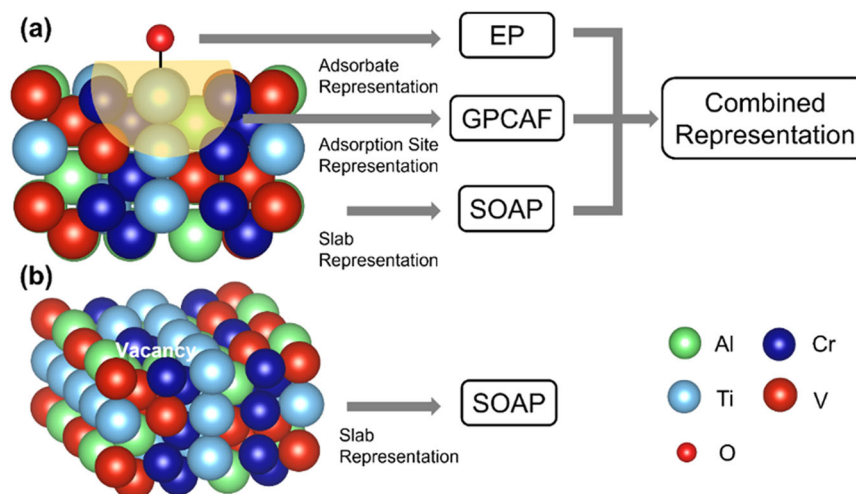 (a)
EP
Adsorbate
Representation
GPCAF
Combined
Representation
Adsorption Site
Representation
SOAP
Slab
Representation
(b)
Vacancy
SOAP
Slab
Representation
Al
Cr
Ti
V
O